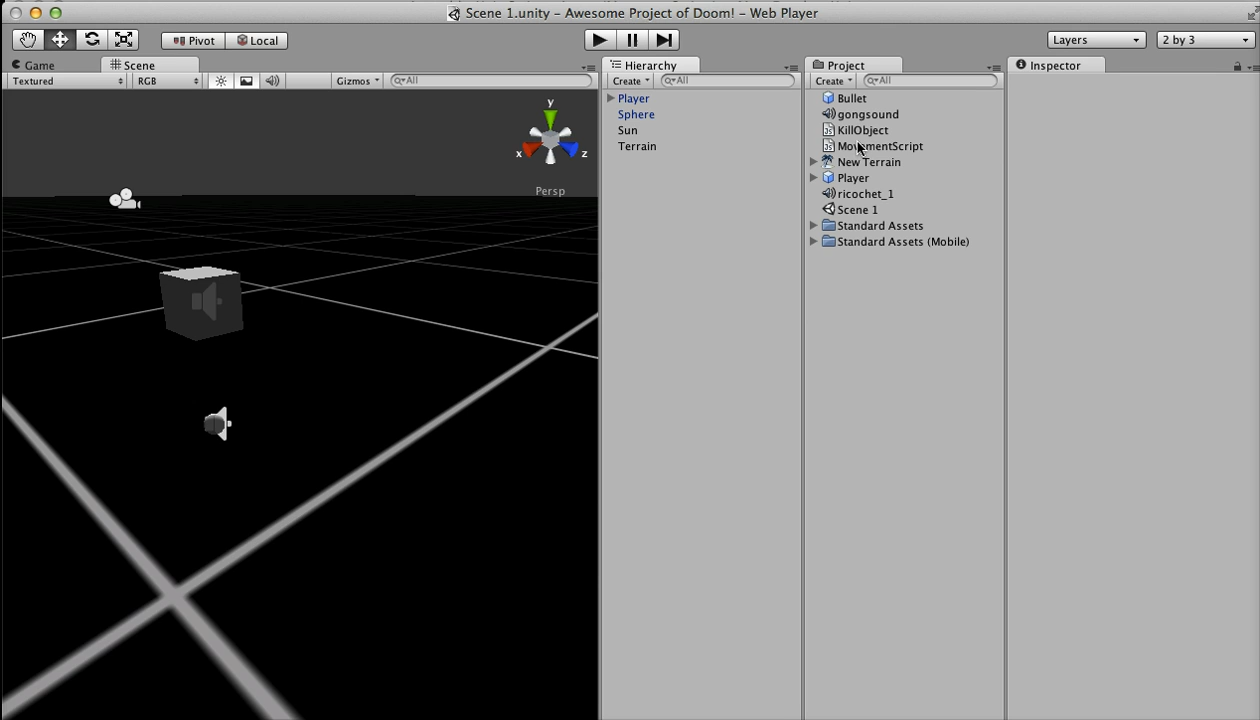 Scene 1.unity – Awesome Project of Doom! – Web Player
Pivot Local Layers 2 by 3
Game Scene
Textured RGB Gizmos All
y
x z
Persp
Hierarchy
Create All
Player
Sphere
Sun
Terrain
Project
Create All
Bullet
gongsound
KillObject
MovementScript
New Terrain
Player
ricochet_1
Scene 1
Standard Assets
Standard Assets (Mobile)
Inspector